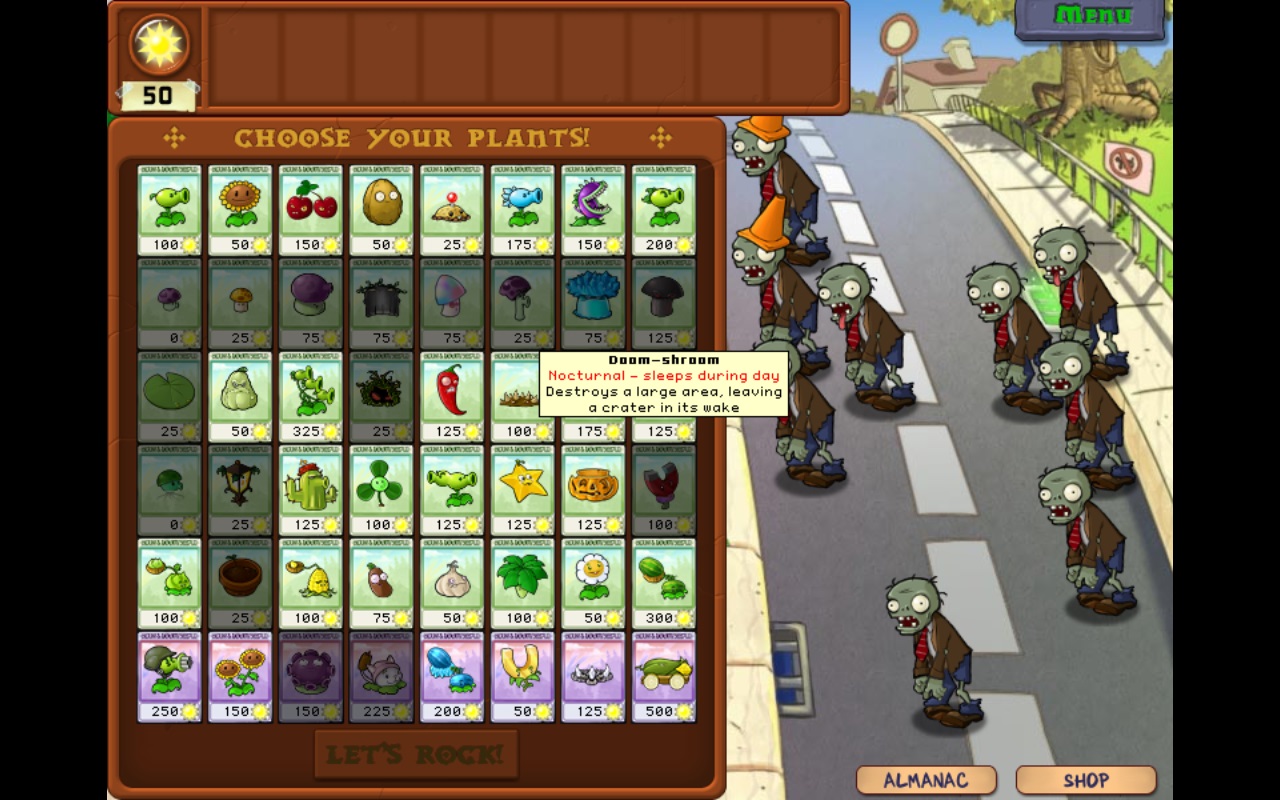 Menu
50
CHOOSE YOUR PLANTS!
100 50 150 50 25 175 150 200
0 25 75 75 75 25 75 125
Doom-shroom
Nocturnal - sleeps during day
Destroys a large area, leaving
a crater in its wake
25 50 325 25 125 100 175 125
0 25 125 100 125 125 125 100
100 25 100 75 50 100 50 300
250 150 150 225 200 50 125 500
LET'S ROCK!
ALMANAC SHOP